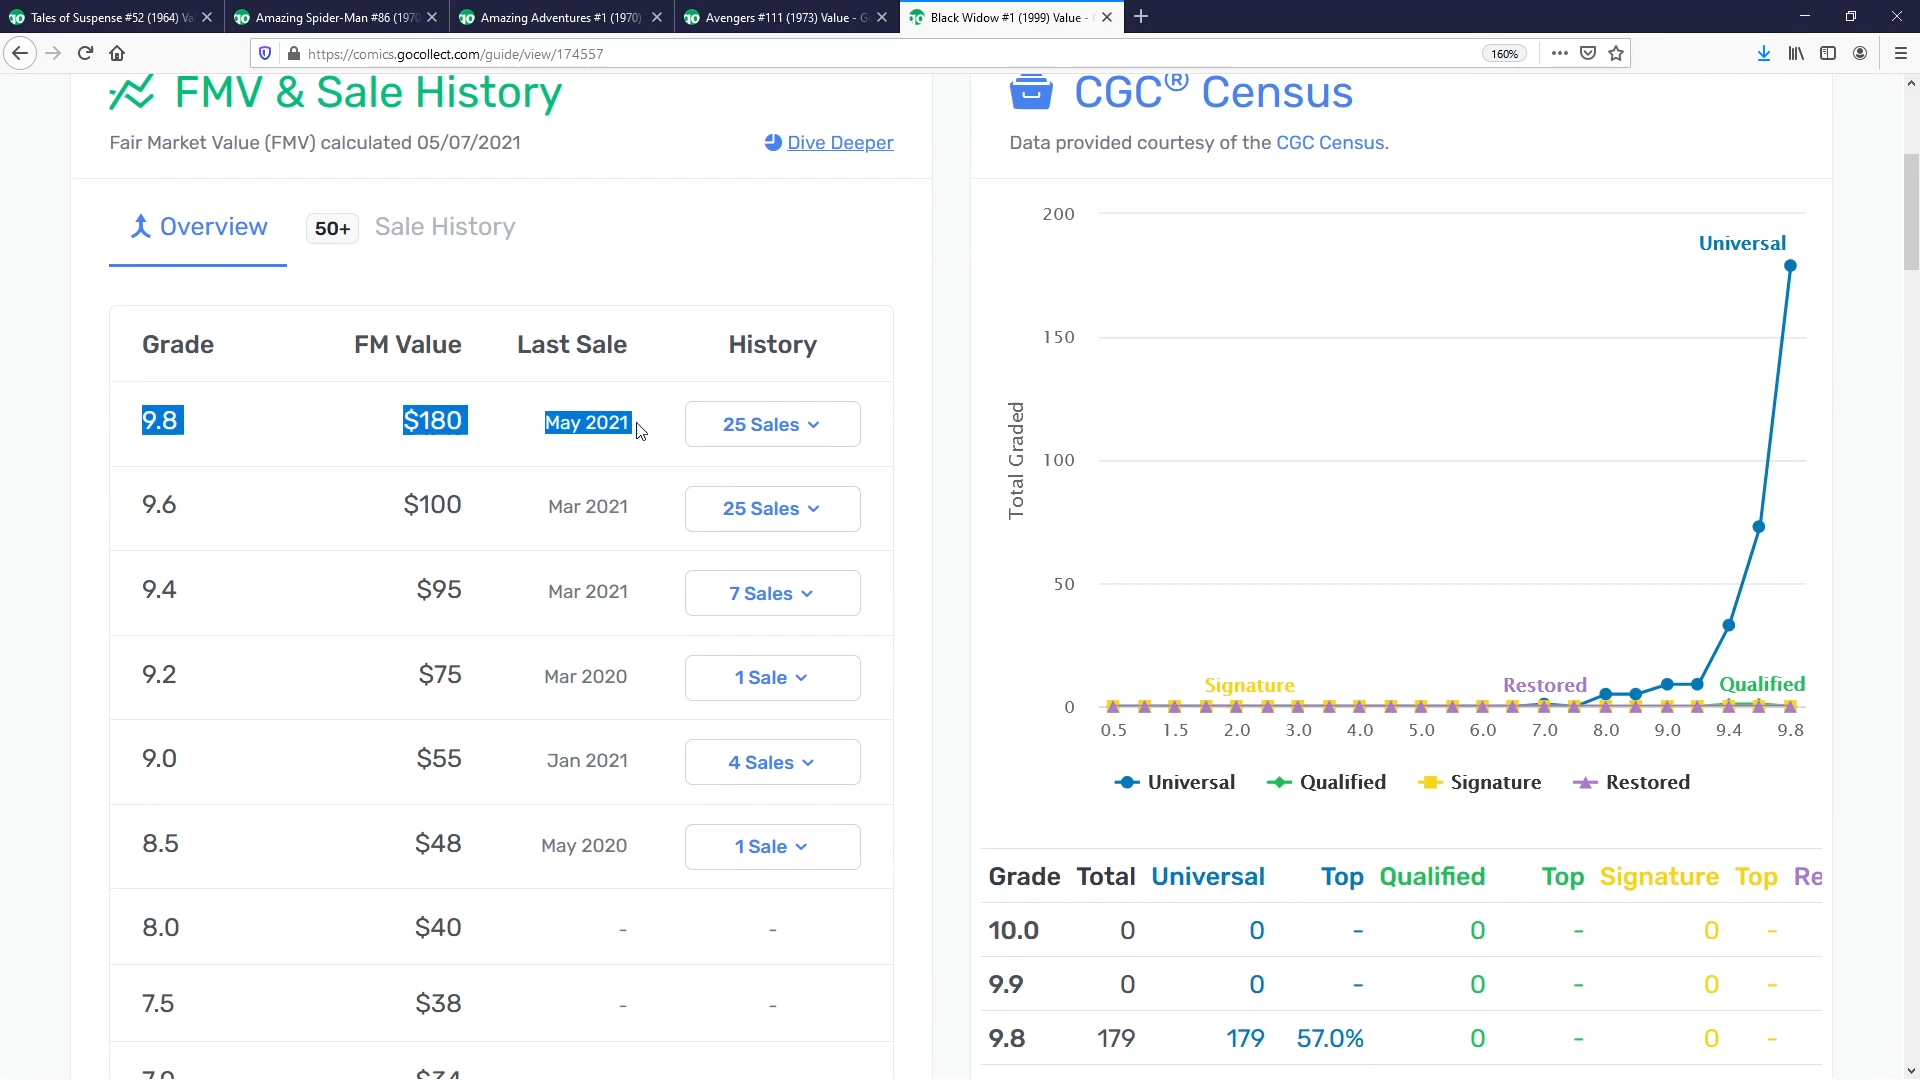 Tales of Suspense #52 (1964) Va
Amazing Spider-Man #86 (1970
Amazing Adventures #1 (1970)
Avengers #111 (1973) Value - G
Black Widow #1 (1999) Value -
https://comics.gocollect.com/guide/view/174557
160%
FMV & Sale History
Fair Market Value (FMV) calculated 05/07/2021
Dive Deeper
Overview
50+ Sale History
Grade FM Value Last Sale History
9.8 $180 May 2021 25 Sales
9.6 $100 Mar 2021 25 Sales
9.4 $95 Mar 2021 7 Sales
9.2 $75 Mar 2020 1 Sale
9.0 $55 Jan 2021 4 Sales
8.5 $48 May 2020 1 Sale
8.0 $40 - -
7.5 $38 - -
7.0 $34
CGC® Census
Data provided courtesy of the CGC Census.
200
150
100
50
0
Total Graded
Universal
Signature
Restored
Qualified
0.5 1.5 2.0 3.0 4.0 5.0 6.0 7.0 8.0 9.0 9.4 9.8
Universal Qualified Signature Restored
Grade Total Universal Top Qualified Top Signature Top Re
10.0 0 0 - 0 - 0 -
9.9 0 0 - 0 - 0 -
9.8 179 179 57.0% 0 - 0 -